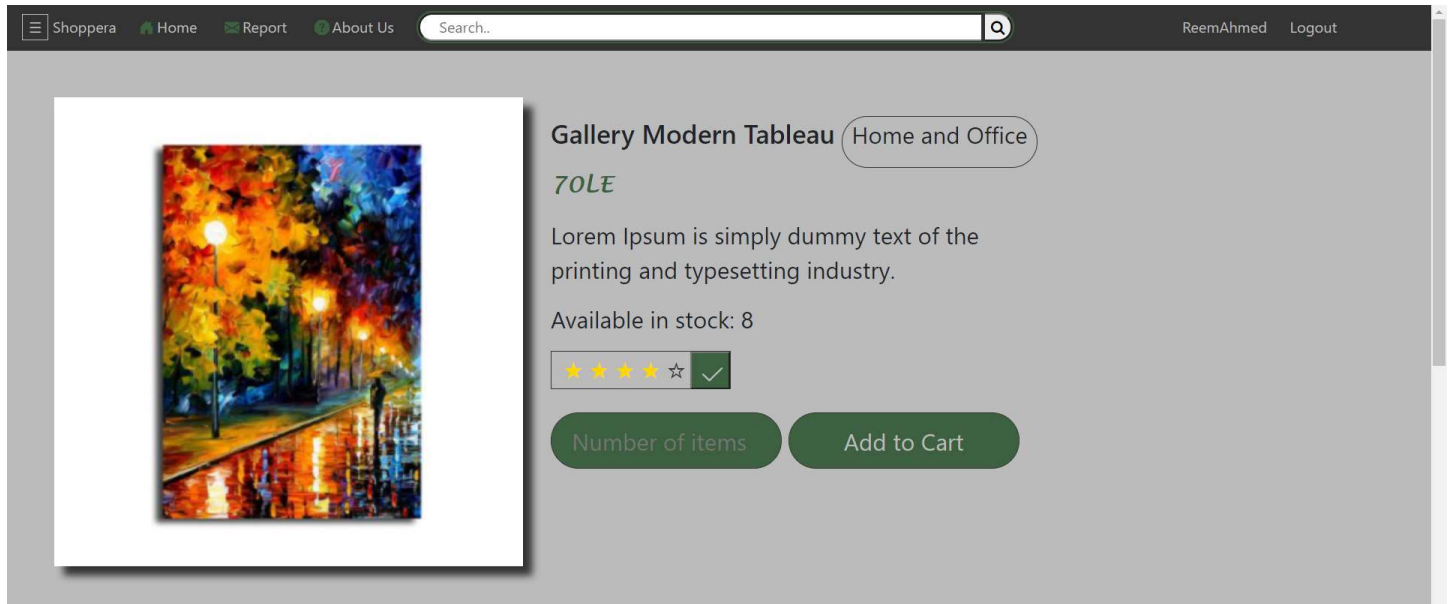 Shoppera Home Report About Us Search.. ReemAhmed Logout
Gallery Modern Tableau Home and Office
70LE
Lorem Ipsum is simply dummy text of the
printing and typesetting industry.
Available in stock: 8
Number of items Add to Cart